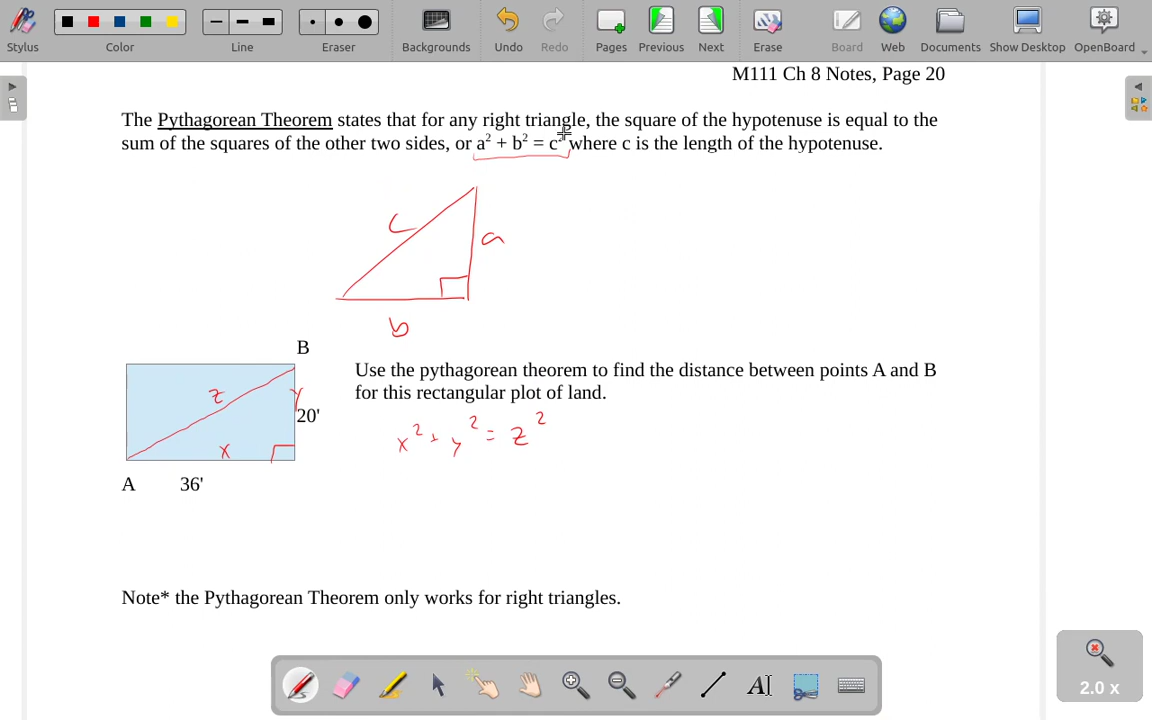 Stylus Color Line Eraser Backgrounds Undo Redo Pages Previous Next Erase Board Web Documents Show Desktop OpenBoard
M111 Ch 8 Notes, Page 20
The Pythagorean Theorem states that for any right triangle, the square of the hypotenuse is equal to the
sum of the squares of the other two sides, or a² + b² = c² where c is the length of the hypotenuse.
c
a
b
B
Use the pythagorean theorem to find the distance between points A and B
for this rectangular plot of land.
z
y
20'
x
x² + y² = z²
A 36'
Note* the Pythagorean Theorem only works for right triangles.
2.0 x